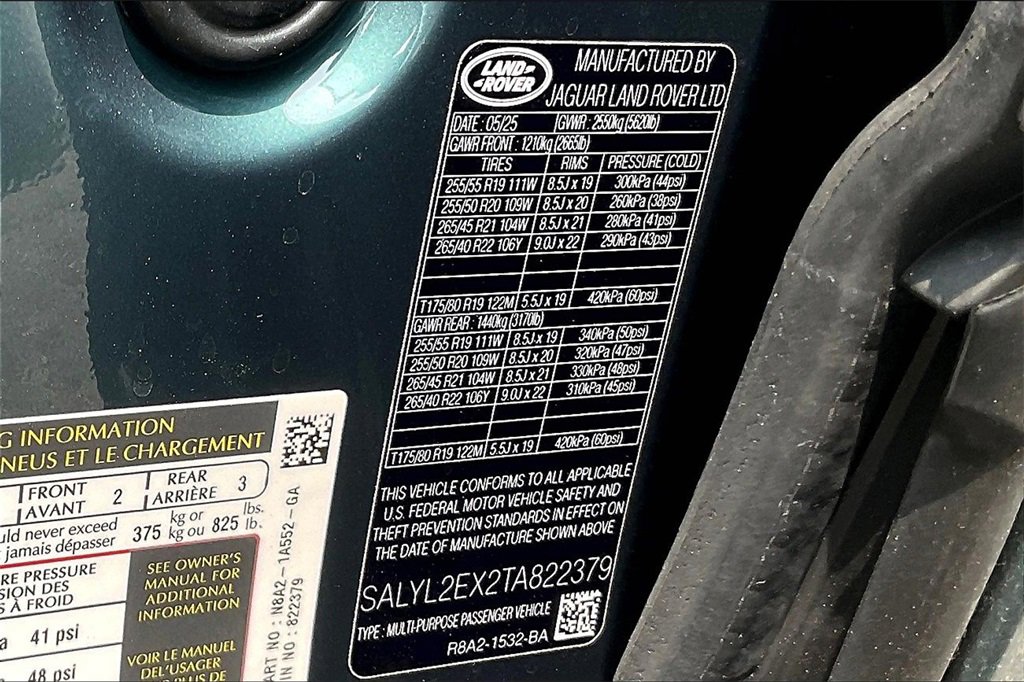 LAND-
-ROVER
MANUFACTURED BY
JAGUAR LAND ROVER LTD
DATE : 05/25 GVWR : 2550kg (5620lb)
GAWR FRONT : 1210kg (2665lb)
TIRES RIMS PRESSURE (COLD)
255/55 R19 111W 8.5J x 19 300kPa (44psi)
255/50 R20 109W 8.5J x 20 260kPa (38psi)
265/45 R21 104W 8.5J x 21 280kPa (41psi)
265/40 R22 106Y 9.0J x 22 290kPa (43psi)
T175/80 R19 122M 5.5J x 19 420kPa (60psi)
GAWR REAR : 1440kg (3170lb)
255/55 R19 111W 8.5J x 19 340kPa (50psi)
255/50 R20 109W 8.5J x 20 320kPa (47psi)
265/45 R21 104W 8.5J x 21 330kPa (48psi)
265/40 R22 106Y 9.0J x 22 310kPa (45psi)
T175/80 R19 122M 5.5J x 19 420kPa (60psi)
THIS VEHICLE CONFORMS TO ALL APPLICABLE
U.S. FEDERAL MOTOR VEHICLE SAFETY AND
THEFT PREVENTION STANDARDS IN EFFECT ON
THE DATE OF MANUFACTURE SHOWN ABOVE
SALYL2EX2TA822379
TYPE : MULTI-PURPOSE PASSENGER VEHICLE
R8A2-1532-BA
G INFORMATION
NEUS ET LE CHARGEMENT
FRONT 2 REAR 3
AVANT ARRIÈRE
uld never exceed 375 kg or 825 lbs.
jamais dépasser kg ou lb.
RE PRESSURE
SION DES
S À FROID
a 41 psi
48 psi
SEE OWNER'S
MANUAL FOR
ADDITIONAL
INFORMATION
VOIR LE MANUEL
DE L'USAGER
PLUS DE
ART NO : N8A2-1A552-GA
IN NO : 822379